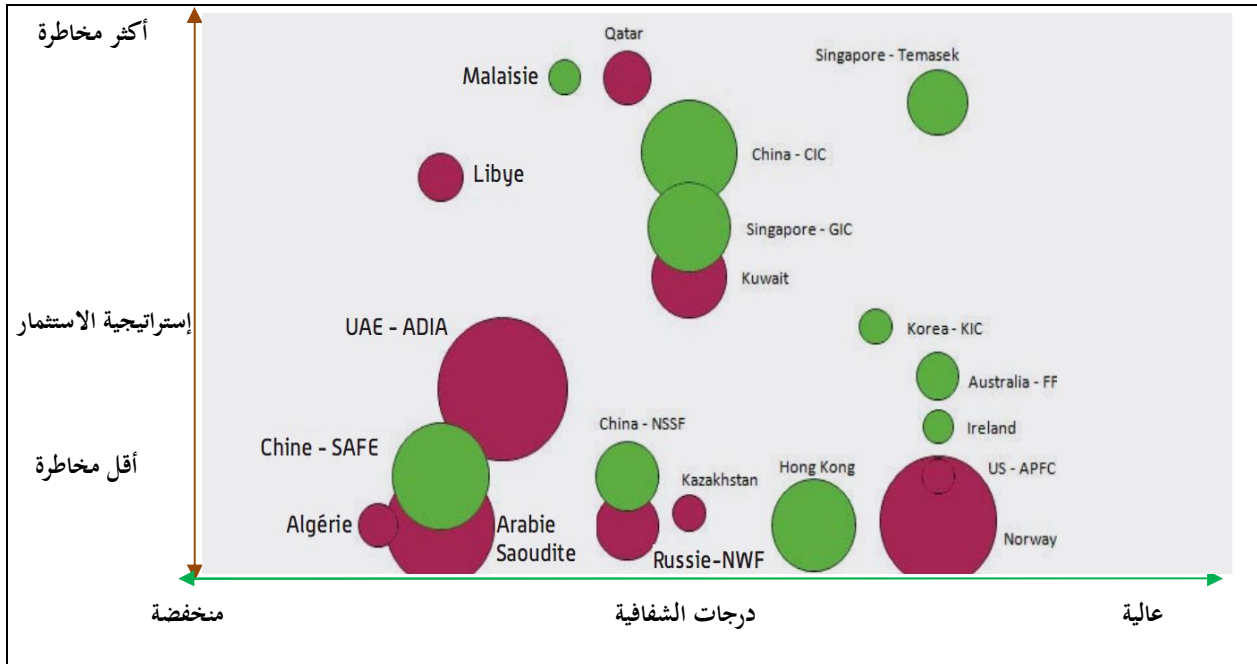 أكثر مخاطرة
Qatar
Singapore - Temasek
Malaisie
China - CIC
Libye
Singapore - GIC
Kuwait
إستراتيجية الاستثمار
UAE - ADIA
Korea - KIC
Australia - FF
China - NSSF
Ireland
Chine - SAFE
أقل مخاطرة
Hong Kong
US - APFC
Kazakhstan
Algérie
Arabie
Saoudite
Russie-NWF
Norway
منخفضة
درجات الشفافية
عالية